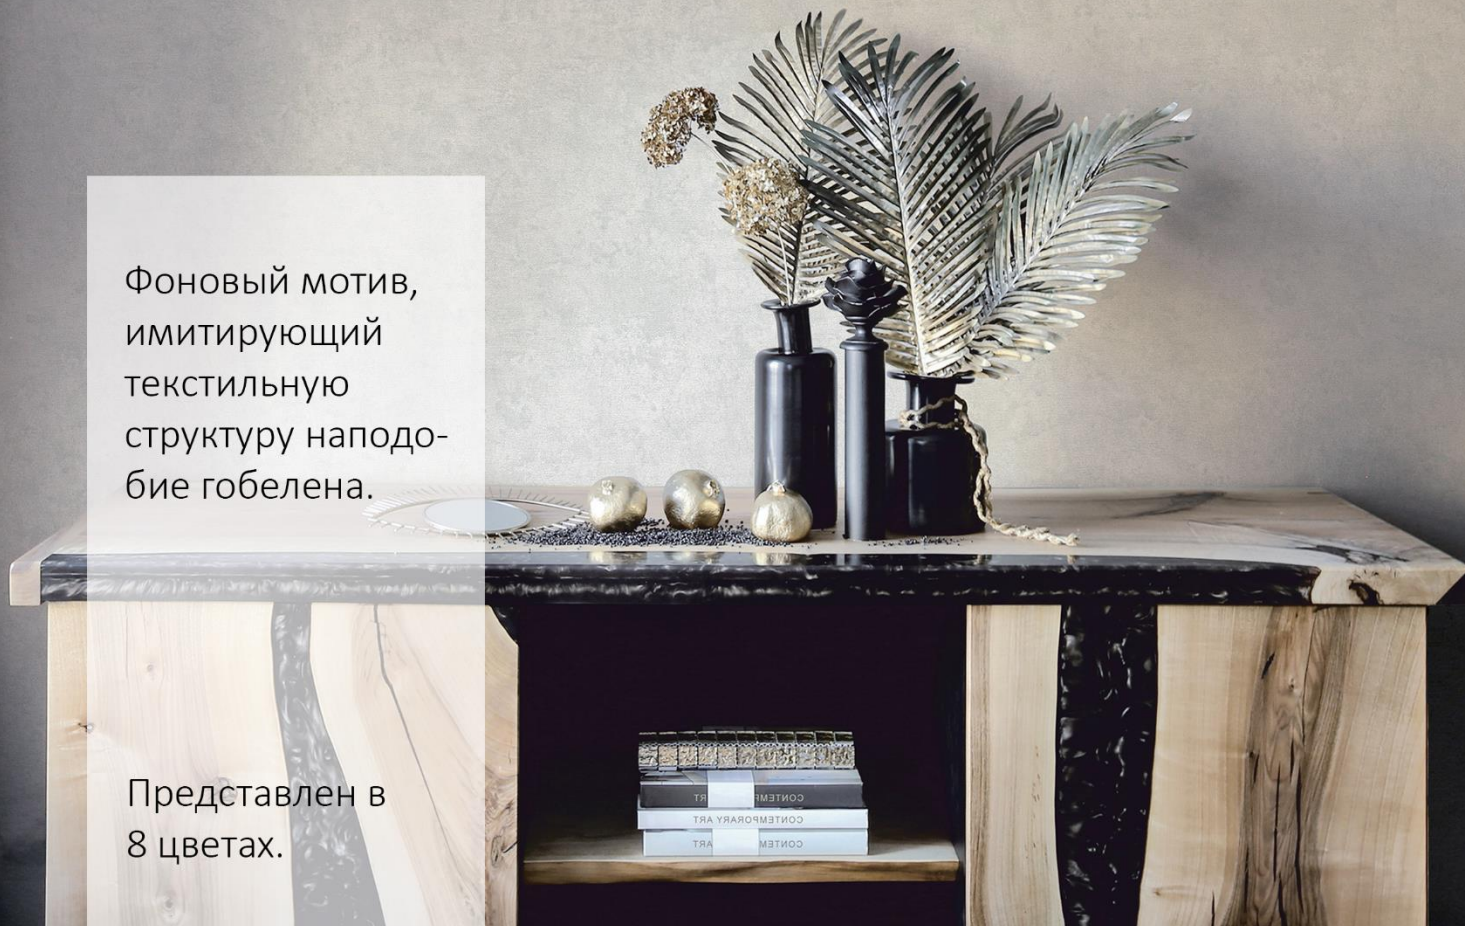 Фоновый мотив,
имитирующий
текстильную
структуру наподо-
бие гобелена.
Представлен в
8 цветах.
CONTEMPORARY ART